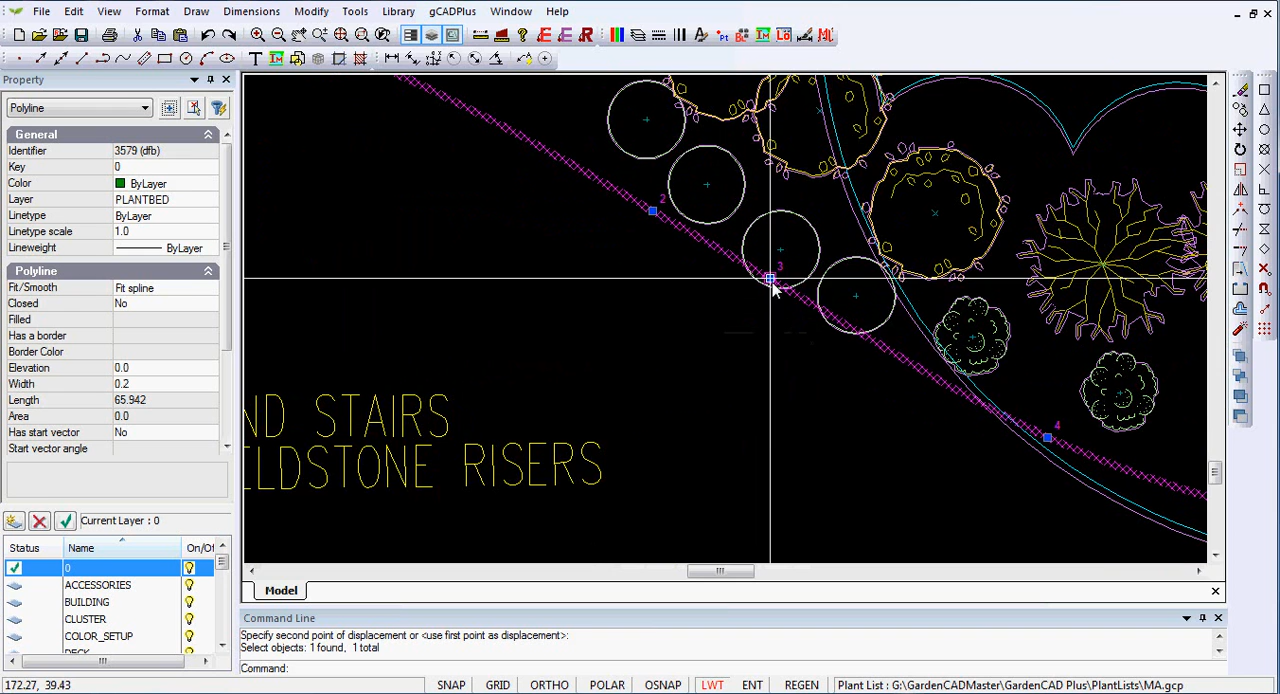 File Edit View Format Draw Dimensions Modify Tools Library gCADPlus Window Help
Property
Polyline
General
Identifier 3579 (dfb)
Key 0
Color ByLayer
Layer PLANTBED
Linetype ByLayer
Linetype scale 1.0
Lineweight ByLayer
Polyline
Fit/Smooth Fit spline
Closed No
Filled
Has a border
Border Color
Elevation 0.0
Width 0.2
Length 65.942
Area 0.0
Has start vector No
Start vector angle
Current Layer : 0
Status Name On/Of
0
ACCESSORIES
BUILDING
CLUSTER
COLOR_SETUP
2
3
4
ND STAIRS
ELDSTONE RISERS
Model
Command Line
Specify second point of displacement or <use first point as displacement>:
Select objects: 1 found, 1 total
Command:
172.27, 39.43 SNAP GRID ORTHO POLAR OSNAP LWT ENT REGEN Plant List : G:\GardenCADMaster\GardenCAD Plus\PlantLists\MA.gcp